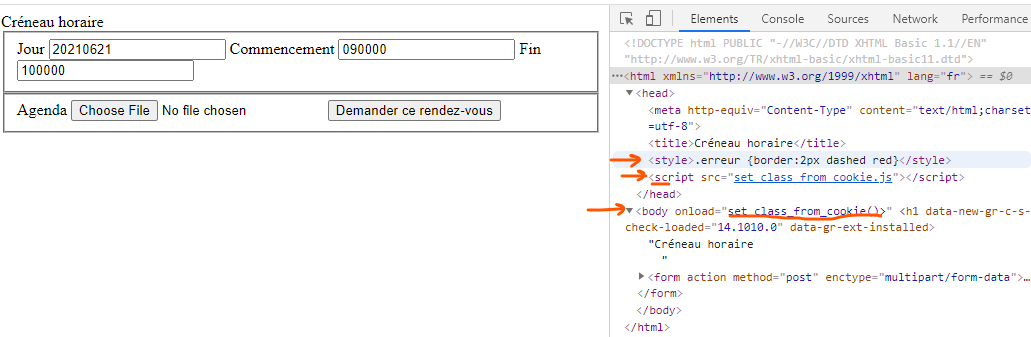 Créneau horaire
Jour 20210621 Commencement 090000 Fin
100000
Agenda Choose File No file chosen Demander ce rendez-vous
Elements Console Sources Network Performance
<!DOCTYPE html PUBLIC "-//W3C//DTD XHTML Basic 1.1//EN"
"http://www.w3.org/TR/xhtml-basic/xhtml-basic11.dtd">
…<html xmlns="http://www.w3.org/1999/xhtml" lang="fr"> == $0
▼<head>
<meta http-equiv="Content-Type" content="text/html;charset
=utf-8">
<title>Créneau horaire</title>
<style>.erreur {border:2px dashed red}</style>
<script src="set_class_from_cookie.js"></script>
</head>
▼<body onload="set_class_from_cookie()>" <h1 data-new-gr-c-s-
check-loaded="14.1010.0" data-gr-ext-installed>
"Créneau horaire
"
▶<form action method="post" enctype="multipart/form-data">…
</form>
</body>
</html>